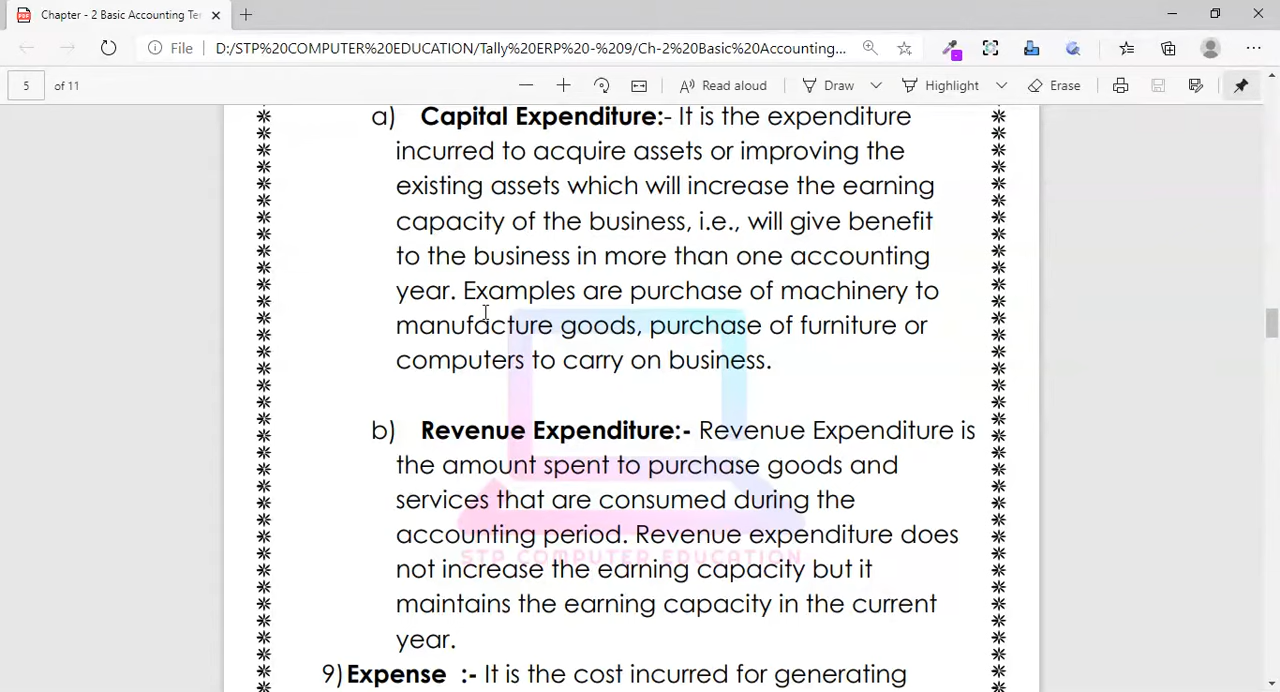 Chapter - 2 Basic Accounting Te
File
D:/STP%20COMPUTER%20EDUCATION/Tally%20ERP%20-%209/Ch-2%20Basic%20Accounting...
5 of 11
Read aloud
Draw
Highlight
Erase
a) Capital Expenditure:- It is the expenditure
incurred to acquire assets or improving the
existing assets which will increase the earning
capacity of the business, i.e., will give benefit
to the business in more than one accounting
year. Examples are purchase of machinery to
manufacture goods, purchase of furniture or
computers to carry on business.
b) Revenue Expenditure:- Revenue Expenditure is
the amount spent to purchase goods and
services that are consumed during the
accounting period. Revenue expenditure does
STP COMPUTER EDUCATION
not increase the earning capacity but it
maintains the earning capacity in the current
year.
9) Expense :- It is the cost incurred for generating